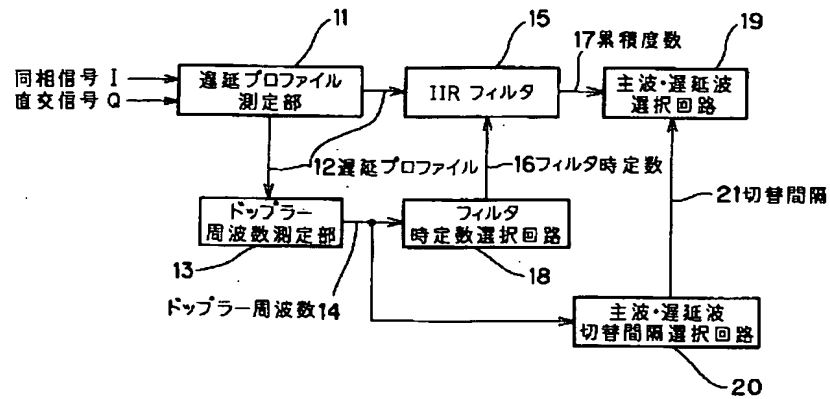 11
15
17累積度数
19
同相信号 I
直交信号 Q
遅延プロファイル
測定部
IIR フィルタ
主波・遅延波
選択回路
12遅延プロファイル
16フィルタ時定数
21切替間隔
ドップラー
周波数測定部
フィルタ
時定数選択回路
13
18
ドップラー周波数14
主波・遅延波
切替間隔選択回路
20